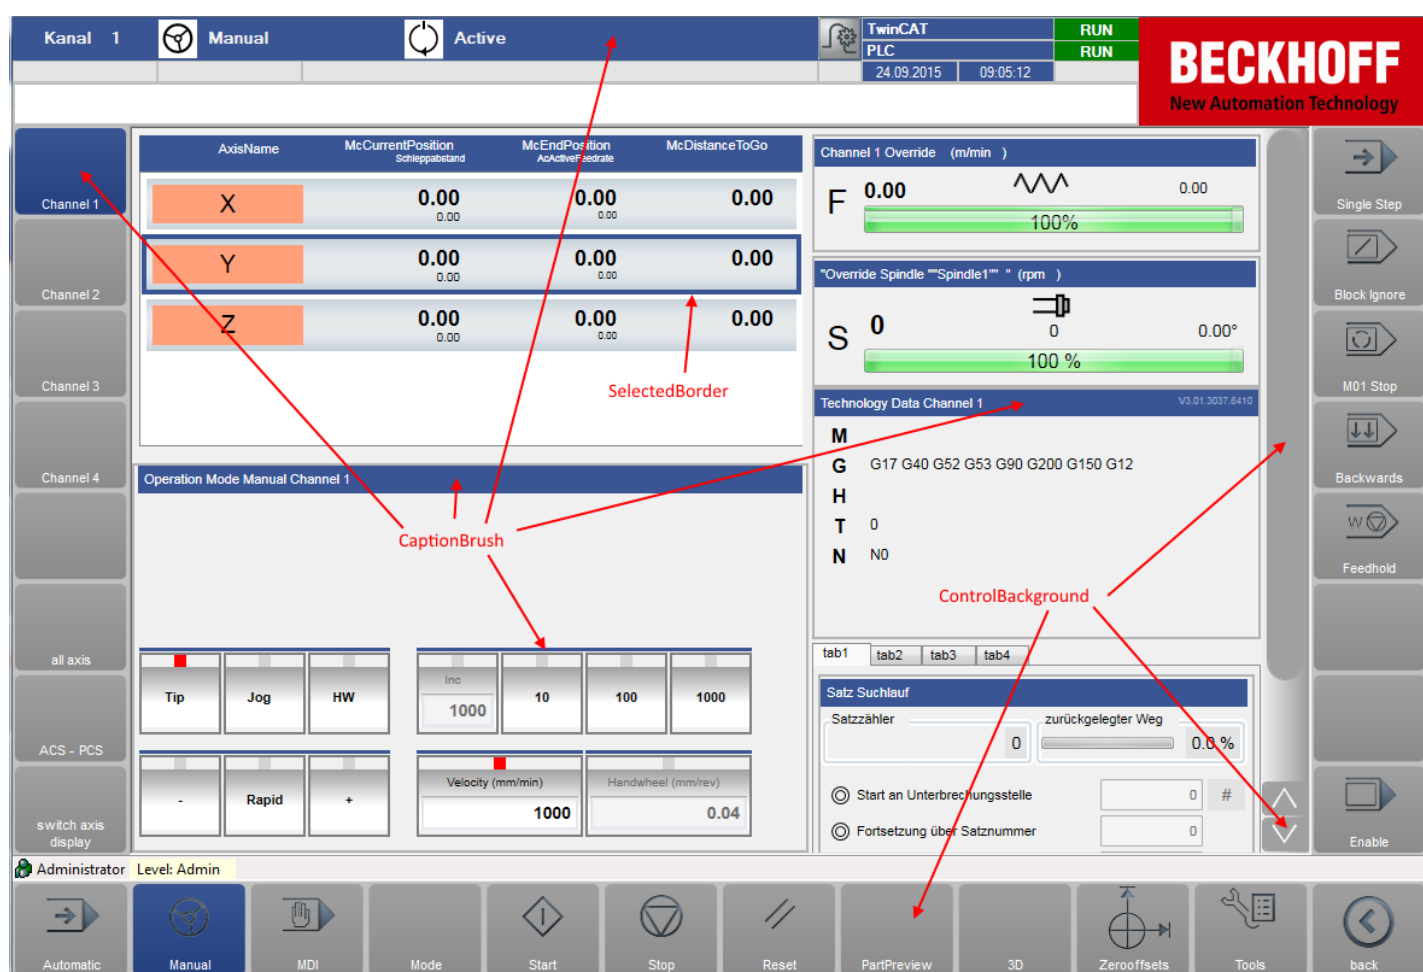 Kanal 1 Manual Active TwinCAT RUN
PLC RUN
24.09.2015 09:05:12
BECKHOFF
New Automation Technology
Channel 1
Channel 2
Channel 3
Channel 4
all axis
ACS - PCS
switch axis
display
AxisName McCurrentPosition McEndPosition McDistanceToGo
Schleppabstand AcActiveFeedrate
X 0.00 0.00 0.00
0.00 0.00
Y 0.00 0.00 0.00
0.00 0.00
Z 0.00 0.00 0.00
0.00 0.00
SelectedBorder
Operation Mode Manual Channel 1
CaptionBrush
Tip Jog HW
Inc
1000
10 100 1000
- Rapid +
Velocity (mm/min)
1000
Handwheel (mm/rev)
0.04
Channel 1 Override (m/min )
F 0.00 0.00
100%
"Override Spindle ""Spindle1"" " (rpm )
S 0 0 0.00°
100 %
Technology Data Channel 1 V3.01.3037.6410
M
G G17 G40 G52 G53 G90 G200 G150 G12
H
T 0
N N0
ControlBackground
tab1 tab2 tab3 tab4
Satz Suchlauf
Satzzähler zurückgelegter Weg
0 0.0 %
Start an Unterbrechungsstelle 0 #
Fortsetzung über Satznummer 0
Single Step
Block Ignore
M01 Stop
Backwards
W
Feedhold
Enable
Administrator Level: Admin
Automatic Manual MDI Mode Start Stop Reset PartPreview 3D Zerooffsets Tools back